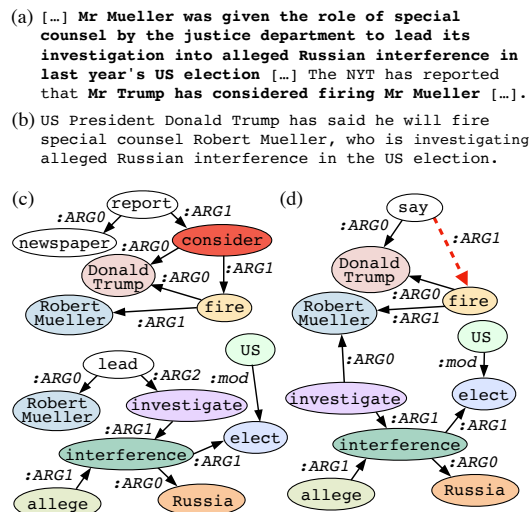 (a) […] Mr Mueller was given the role of special
counsel by the justice department to lead its
investigation into alleged Russian interference in
last year's US election […] The NYT has reported
that Mr Trump has considered firing Mr Mueller […].
(b) US President Donald Trump has said he will fire
special counsel Robert Mueller, who is investigating
alleged Russian interference in the US election.
(c)
report
:ARG0
:ARG1
newspaper
consider
:ARG0
Donald
Trump
:ARG1
:ARG0
Robert
Mueller
fire
:ARG1
US
lead
:ARG0
:ARG2
:mod
Robert
Mueller
investigate
:ARG1
elect
interference
:ARG1
:ARG1
:ARG0
allege
Russia
(d)
say
:ARG0
:ARG1
Donald
Trump
:ARG0
fire
Robert
Mueller
:ARG1
US
:ARG0
:mod
investigate
elect
:ARG1
:ARG1
interference
:ARG1
:ARG0
allege
Russia